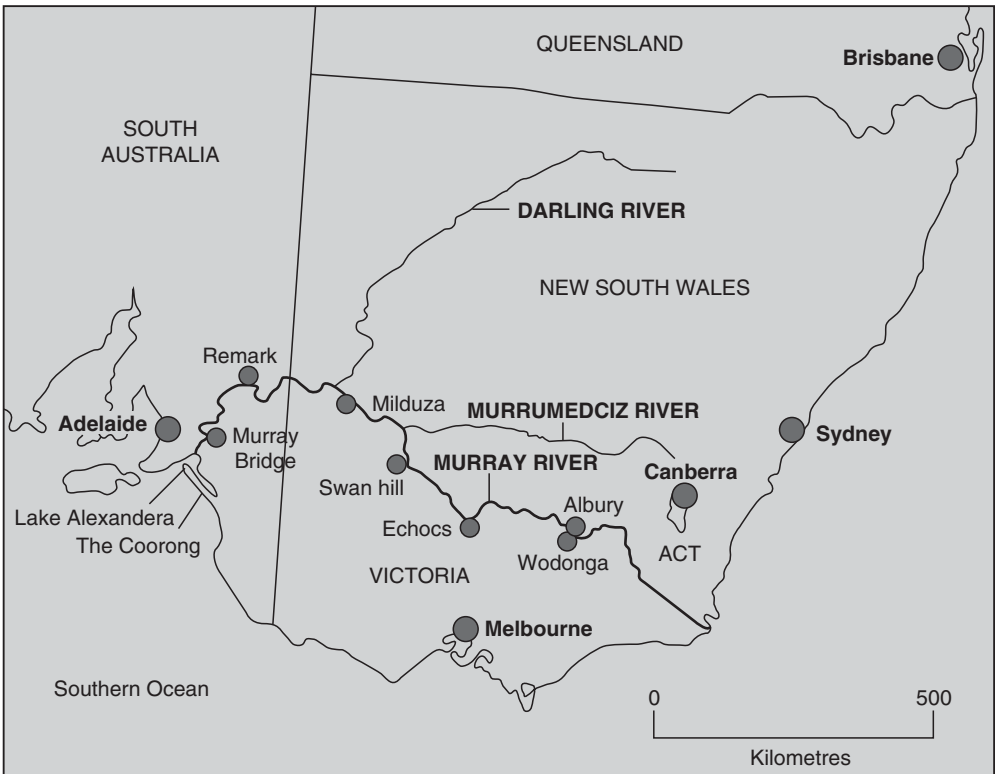 QUEENSLAND
Brisbane
SOUTH
AUSTRALIA
DARLING RIVER
NEW SOUTH WALES
Remark
Milduza
MURRUMEDCIZ RIVER
Adelaide
Murray
Bridge
Sydney
MURRAY RIVER
Swan hill
Canberra
Albury
Lake Alexandera
Echocs
The Coorong
Wodonga
ACT
VICTORIA
Melbourne
Southern Ocean
0 500
Kilometres